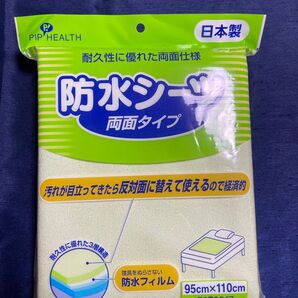 PIP HEALTH
日本製
耐久性に優れた両面仕様
防水シーツ
両面タイプ
汚れが目立ってきたら反対面に替えて使えるので経済的
耐久性に優れた3層構造
寝具をぬらさない
防水フィルム
95cm×110cm